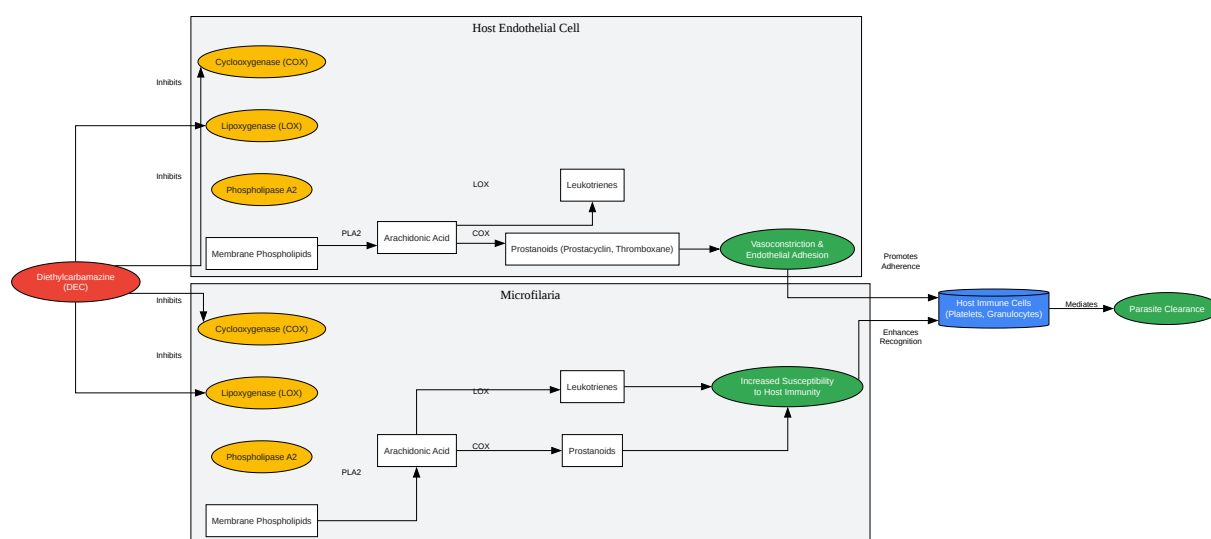 Host Endothelial Cell
Cyclooxygenase (COX)
Inhibits
Lipoxygenase (LOX)
Inhibits
Phospholipase A2
LOX
Leukotrienes
PLA2
Arachidonic Acid
COX
Membrane Phospholipids
Prostanoids (Prostacyclin, Thromboxane)
Vasoconstriction &
Endothelial Adhesion
Promotes
Adherence
Diethylcarbamazine
(DEC)
Microfilaria
Inhibits
Cyclooxygenase (COX)
Host Immune Cells
(Platelets, Granulocytes)
Mediates
Parasite Clearance
Enhances
Recognition
Inhibits
Lipoxygenase (LOX)
LOX
Leukotrienes
Increased Susceptibility
to Host Immunity
Phospholipase A2
Arachidonic Acid
COX
Prostanoids
PLA2
Membrane Phospholipids